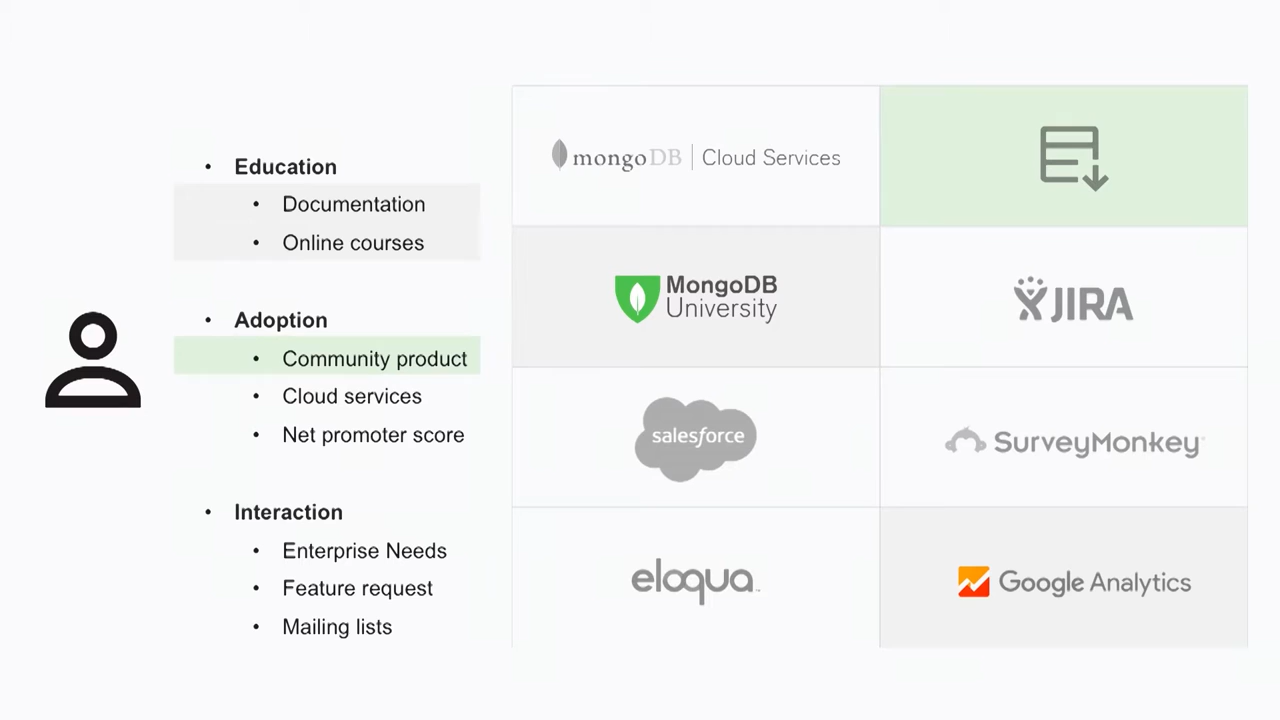 • Education
• Documentation
• Online courses
• Adoption
• Community product
• Cloud services
• Net promoter score
• Interaction
• Enterprise Needs
• Feature request
• Mailing lists
mongoDB | Cloud Services
MongoDB
University
JIRA
salesforce
SurveyMonkey
eloqua™
Google Analytics